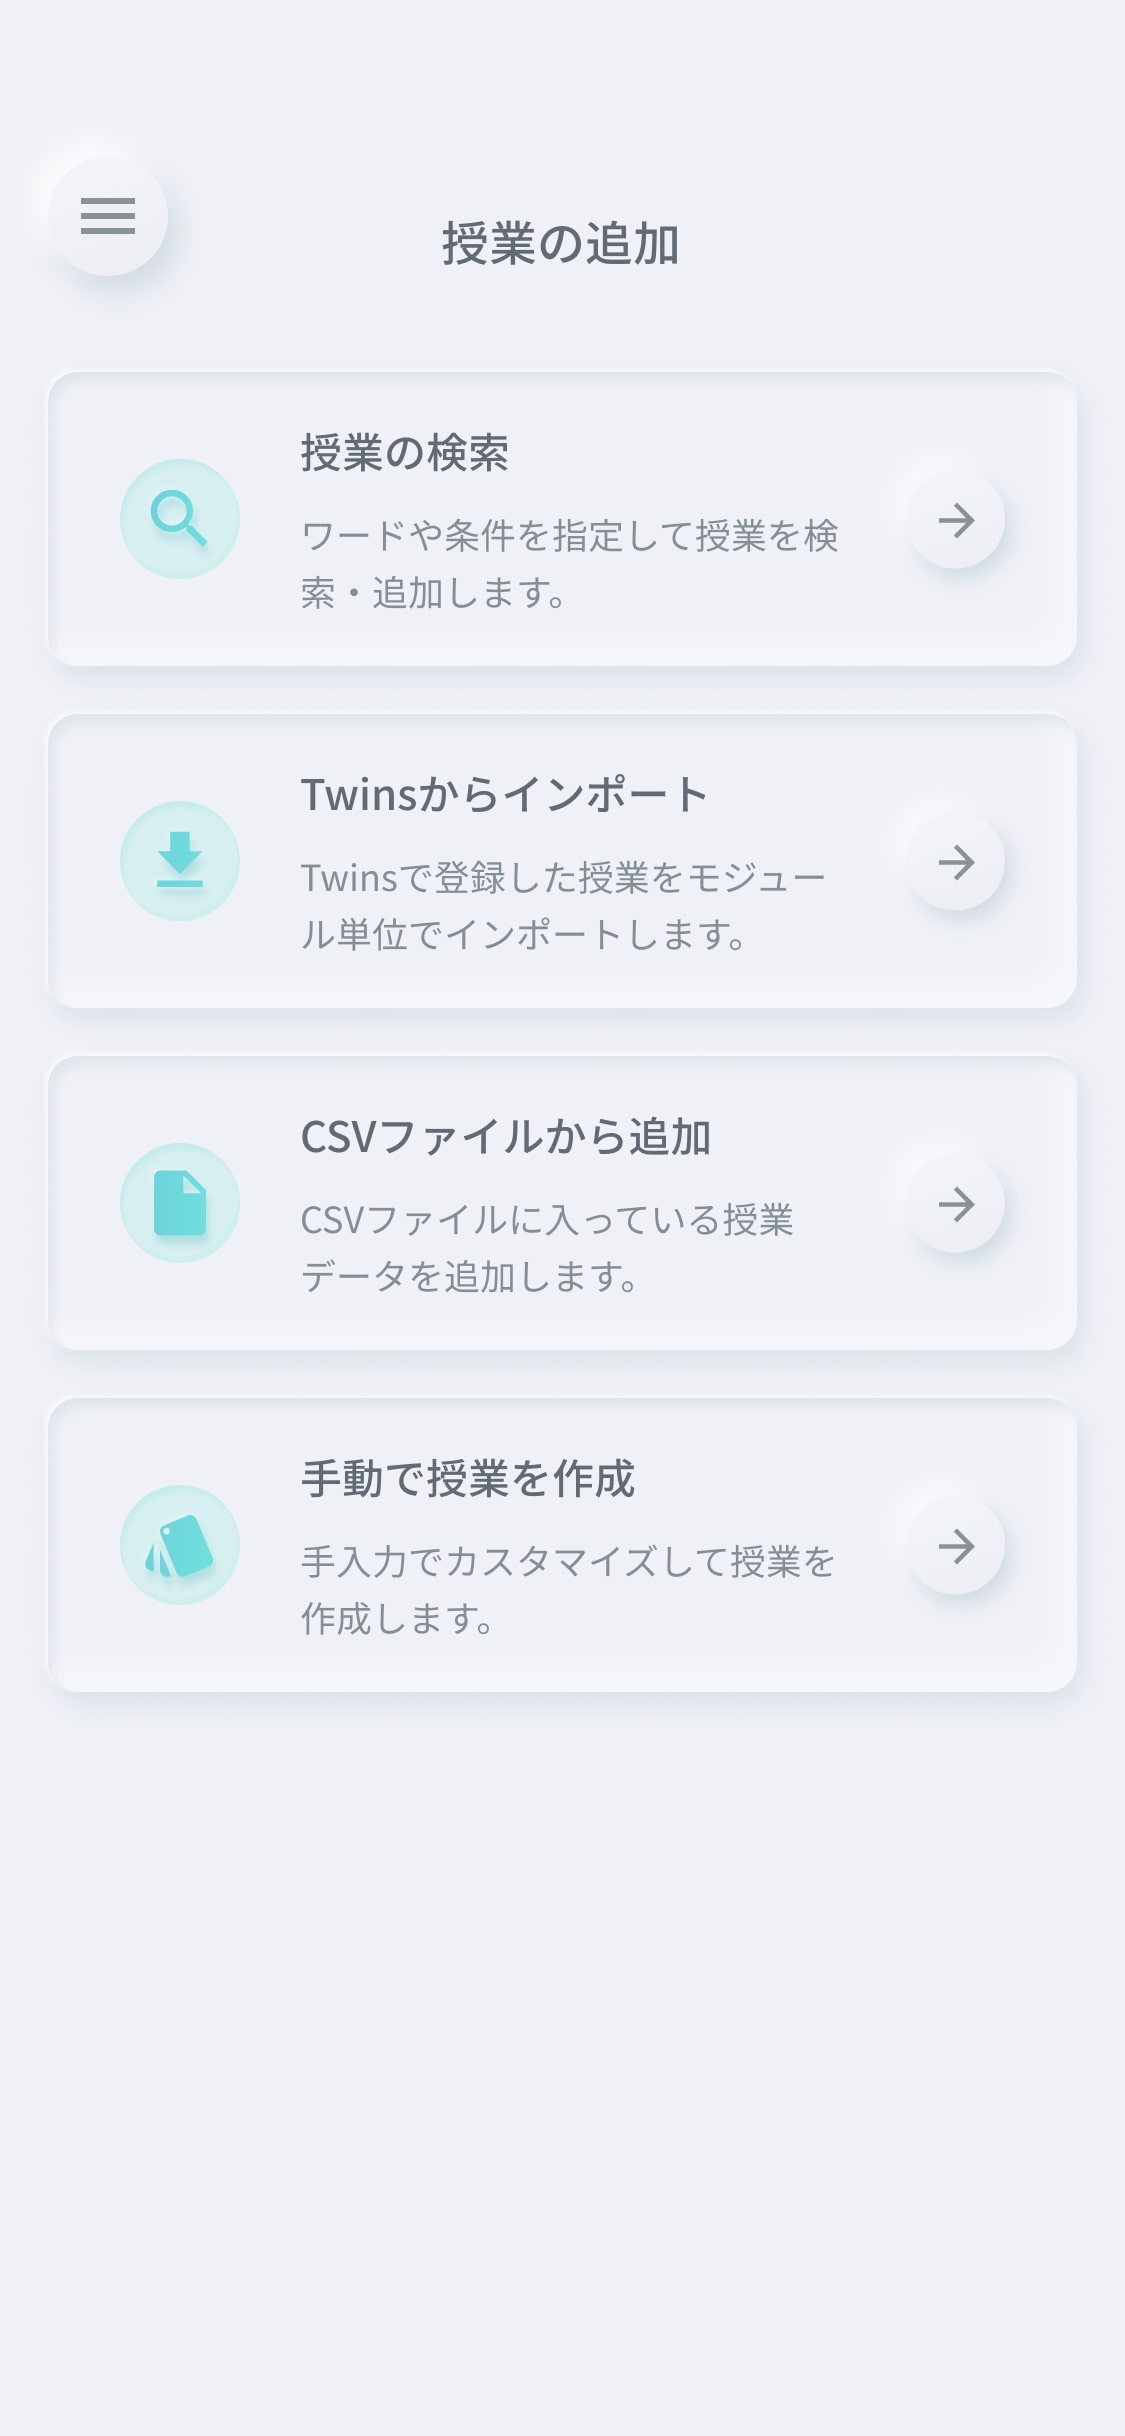 授業の追加
授業の検索
ワードや条件を指定して授業を検
索・追加します。
Twinsからインポート
Twinsで登録した授業をモジュー
ル単位でインポートします。
CSVファイルから追加
CSVファイルに入っている授業
データを追加します。
手動で授業を作成
手入力でカスタマイズして授業を
作成します。